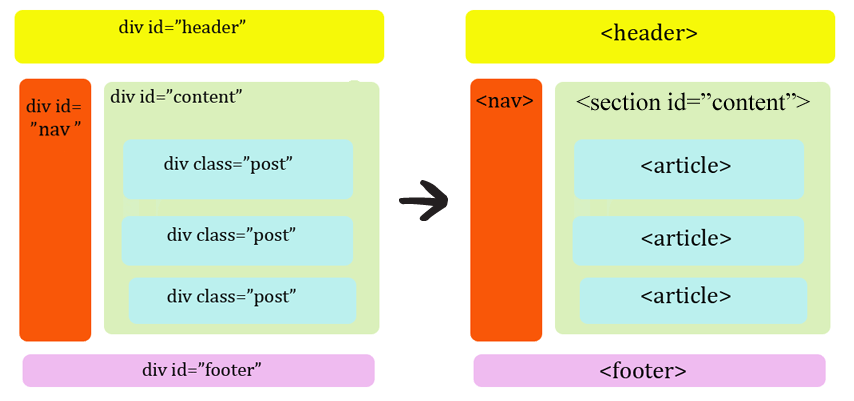 div id=”header”
div id=
”nav ”
div id=”content”
div class=”post”
div class=”post”
div class=”post”
div id=”footer”
<header>
<nav>
<section id=”content”>
<article>
<article>
<article>
<footer>